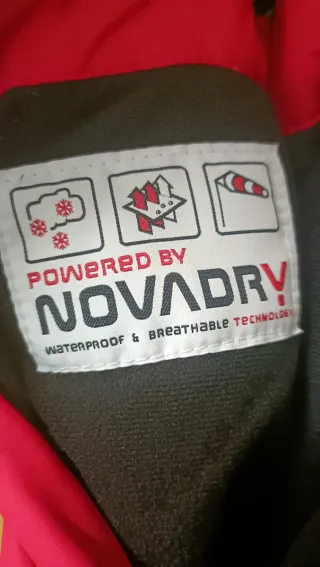 POWERED BY
NOVADRY
WATERPROOF & BREATHABLE TECHNOLOGY